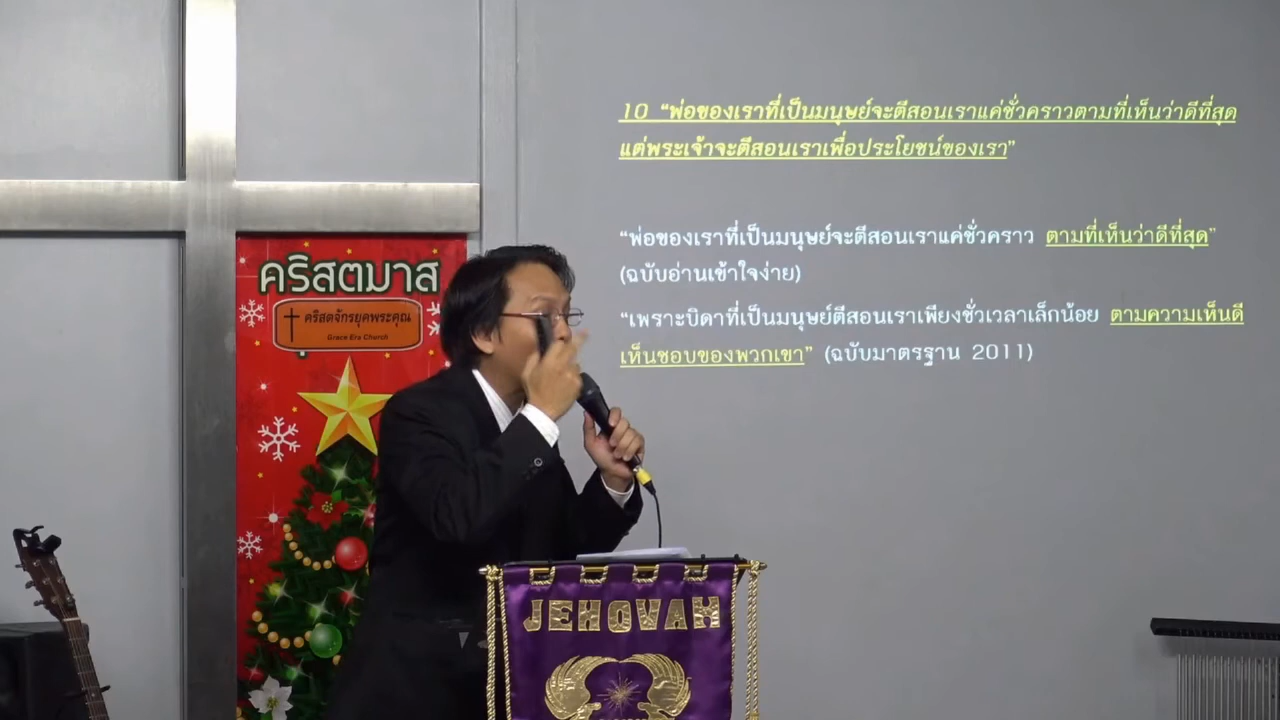 10 “พ่อของเราที่เป็นมนุษย์จะตีสอนเราแค่ชั่วคราวตามที่เห็นว่าดีที่สุด
แต่พระเจ้าจะตีสอนเราเพื่อประโยชน์ของเรา”
“พ่อของเราที่เป็นมนุษย์จะตีสอนเราแค่ชั่วคราว ตามที่เห็นว่าดีที่สุด”
(ฉบับอ่านเข้าใจง่าย)
“เพราะบิดาที่เป็นมนุษย์ตีสอนเราเพียงชั่วเวลาเล็กน้อย ตามความเห็นดี
เห็นชอบของพวกเขา” (ฉบับมาตรฐาน 2011)
คริสตมาส
คริสตจักรยุคพระคุณ
Grace Era Church
JEHOVAH